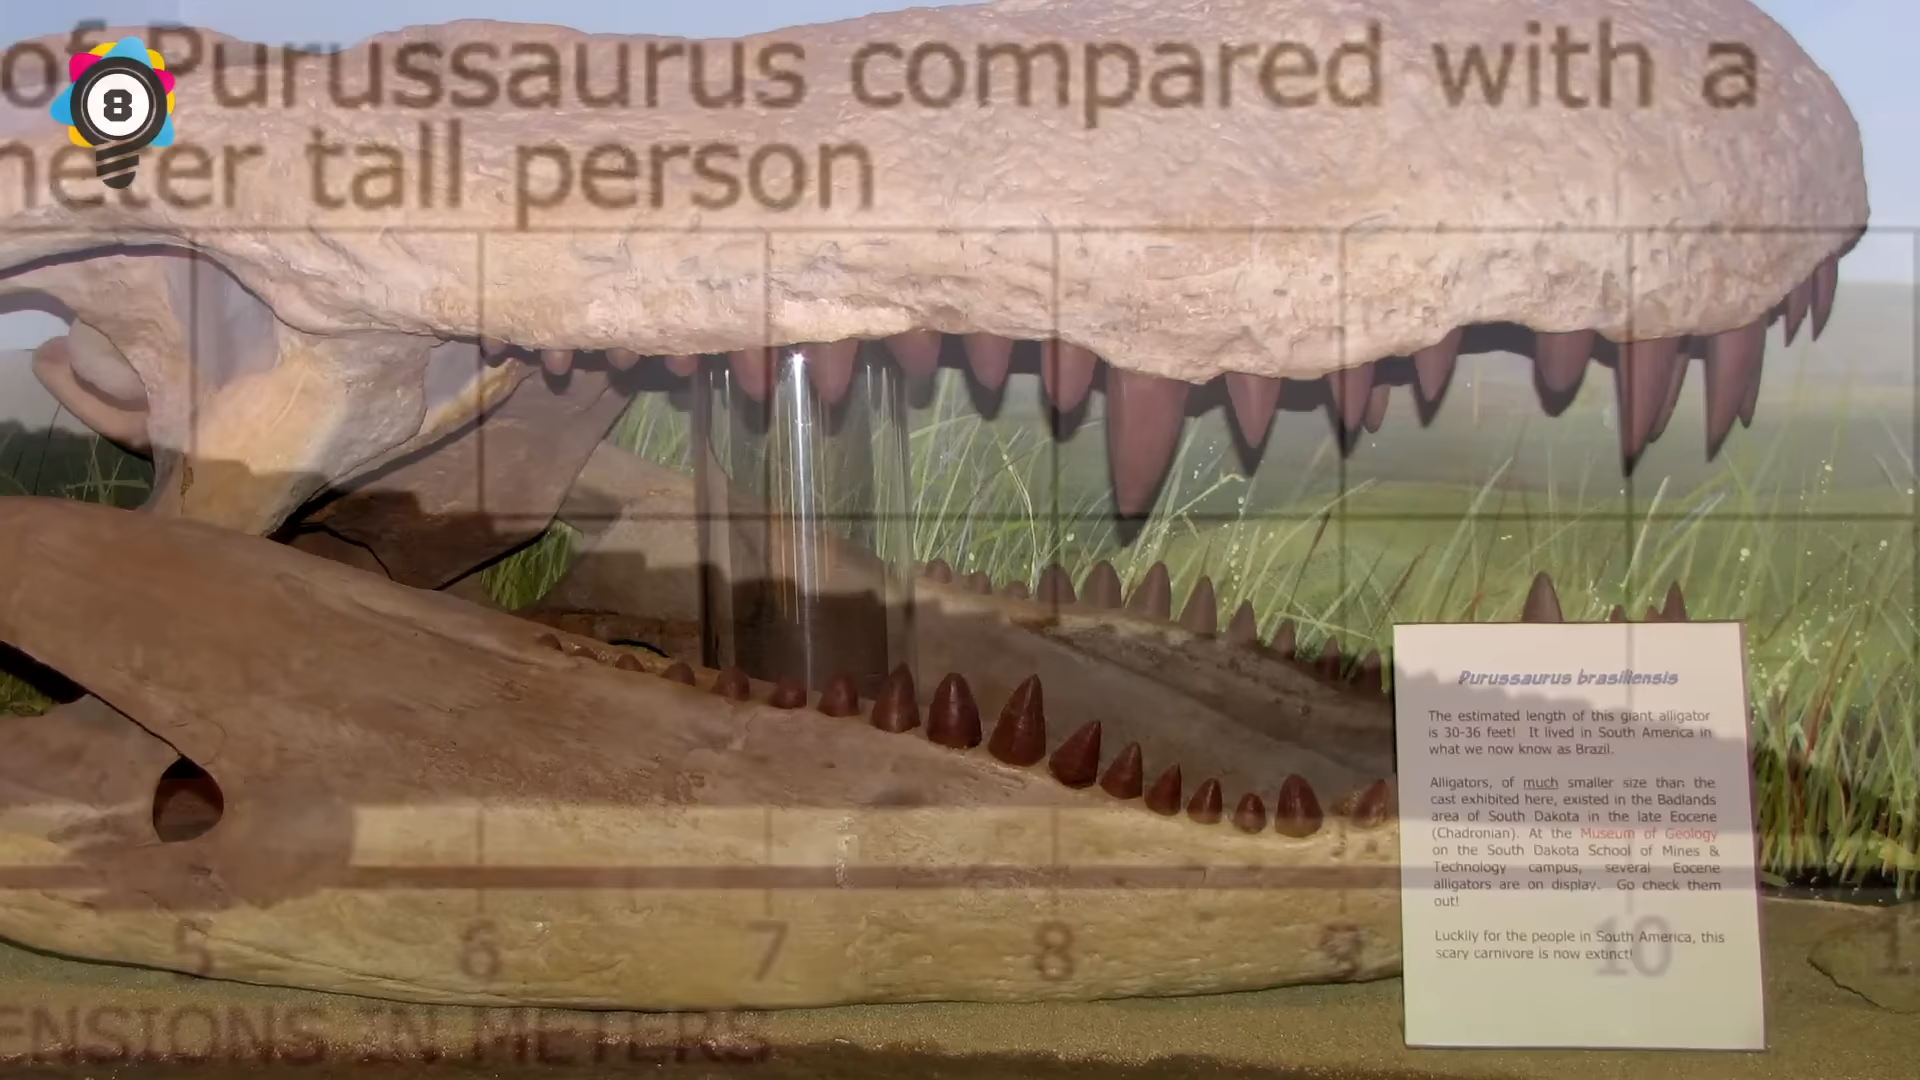 of Purussaurus compared with a
meter tall person
8
Purussaurus brasiliensis
The estimated length of this giant alligator
is 30-36 feet! It lived in South America in
what we now know as Brazil.
Alligators, of much smaller size than the
cast exhibited here, existed in the Badlands
area of South Dakota in the late Eocene
(Chadronian). At the Museum of Geology
on the South Dakota School of Mines &
Technology campus, several Eocene
alligators are on display. Go check them
out!
Luckily for the people in South America, this
scary carnivore is now extinct!
5 6 7 8 9 10
ENSIONS IN METERS